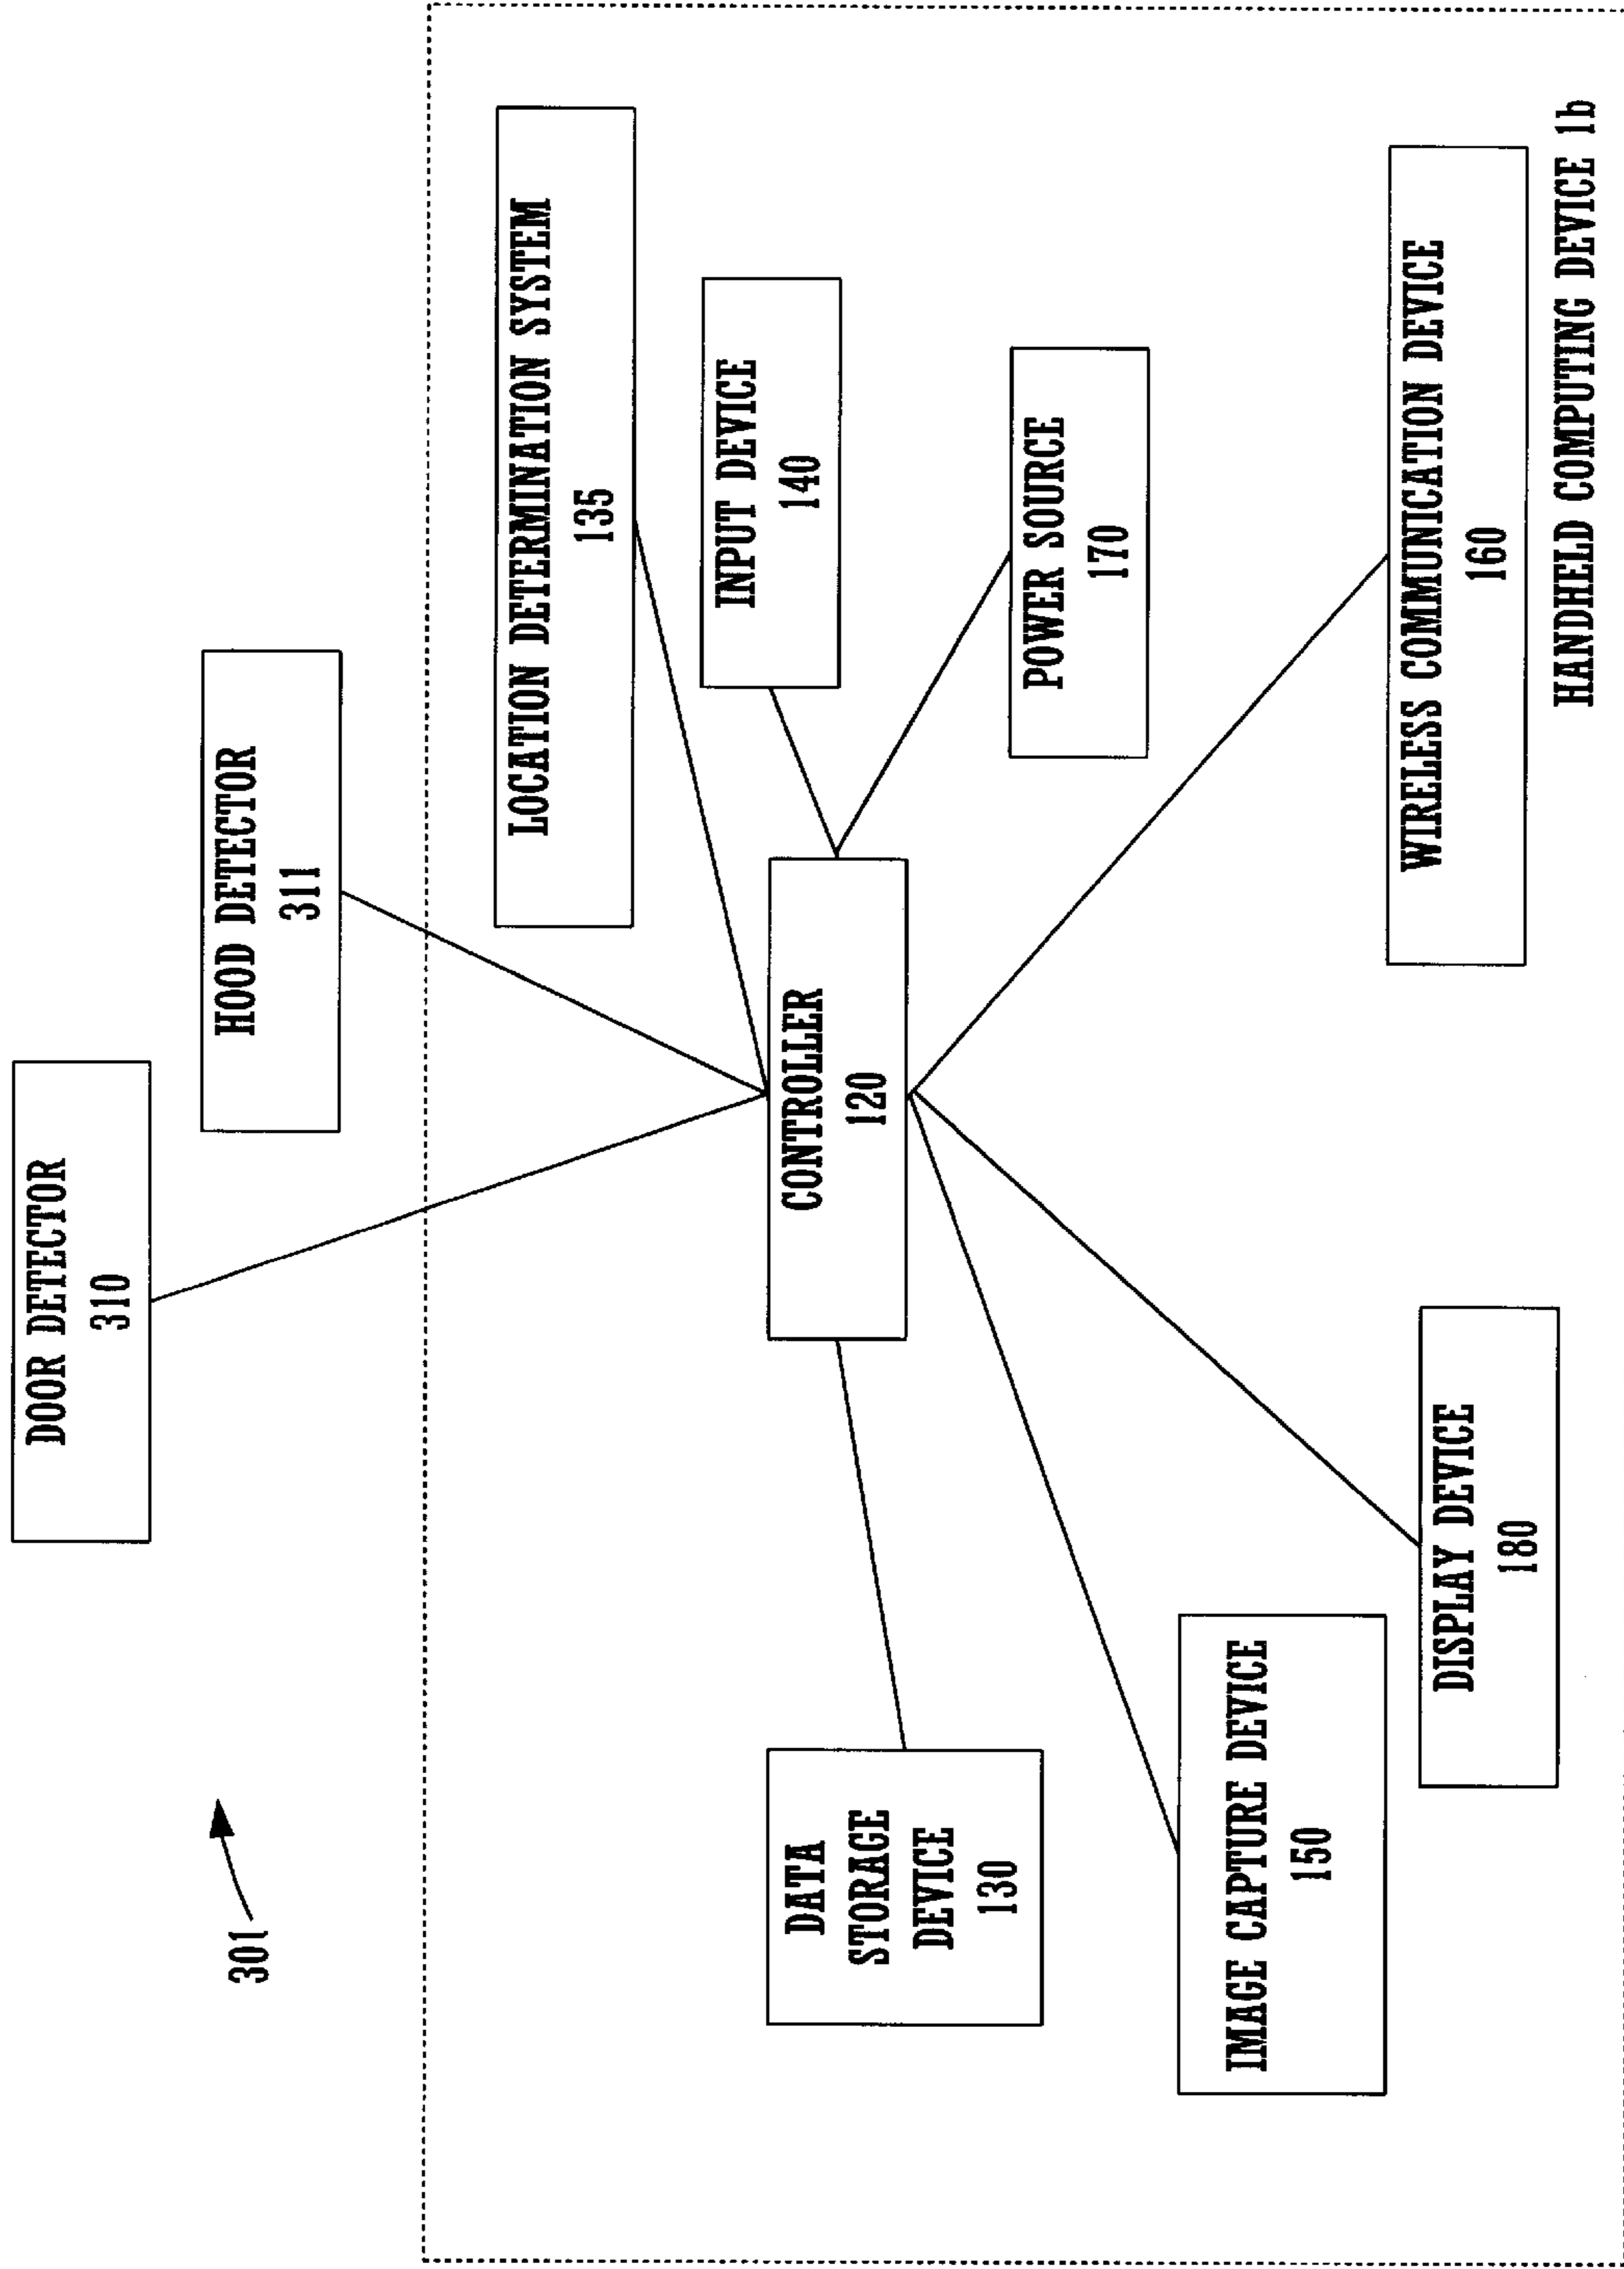 301
DOOR DETECTOR
310
HOOD DETECTOR
311
LOCATION DETERMINATION SYSTEM
135
INPUT DEVICE
140
CONTROLLER
120
DATA
STORAGE
DEVICE
130
POWER SOURCE
170
IMAGE CAPTURE DEVICE
150
DISPLAY DEVICE
180
WIRELESS COMMUNICATION DEVICE
160
HANDHELD COMPUTING DEVICE 1b